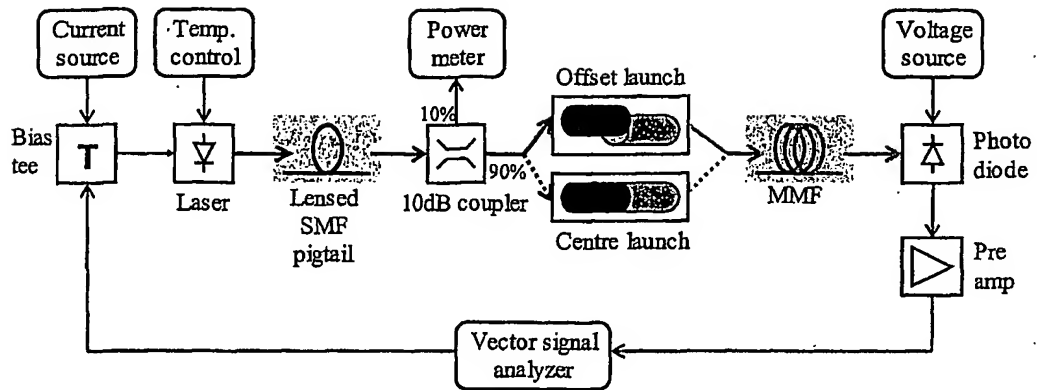 Current
source
Temp.
control
Power
meter
Voltage
source
Offset launch
10%
Bias
tee
T
90%
Laser
Lensed
SMF
pigtail
10dB coupler
MMF
Photo
diode
Centre launch
Pre
amp
Vector signal
analyzer